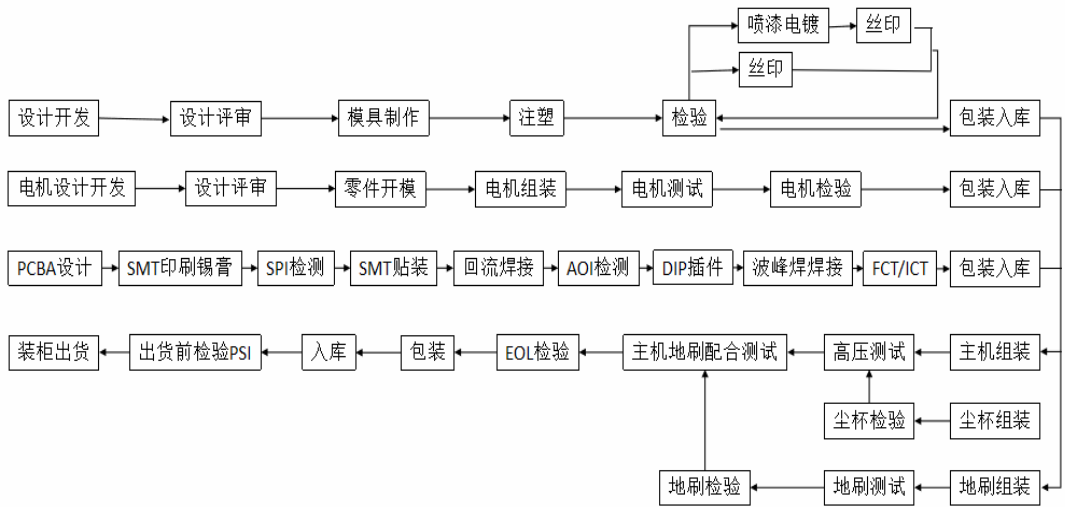 喷漆电镀 丝印
丝印
设计开发 设计评审 模具制作 注塑 检验 包装入库
电机设计开发 设计评审 零件开模 电机组装 电机测试 电机检验 包装入库
PCBA设计 SMT印刷锡膏 SPI检测 SMT贴装 回流焊接 AOI检测 DIP插件 波峰焊焊接 FCT/ICT 包装入库
装柜出货 出货前检验PSI 入库 包装 EOL检验 主机地刷配合测试 高压测试 主机组装
尘杯检验 尘杯组装
地刷检验 地刷测试 地刷组装